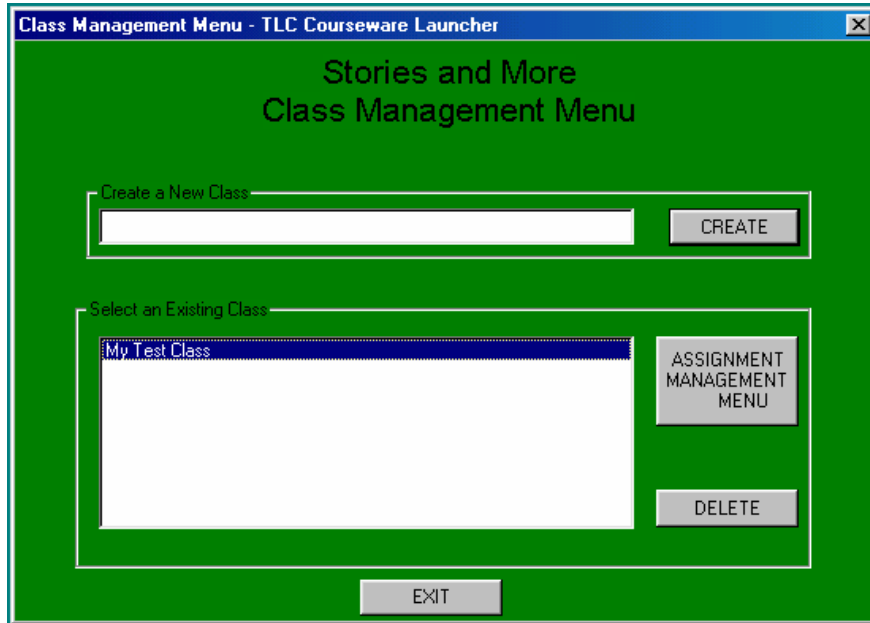 Class Management Menu - TLC Courseware Launcher
Stories and More
Class Management Menu
Create a New Class
CREATE
Select an Existing Class
My Test Class
ASSIGNMENT
MANAGEMENT
MENU
DELETE
EXIT